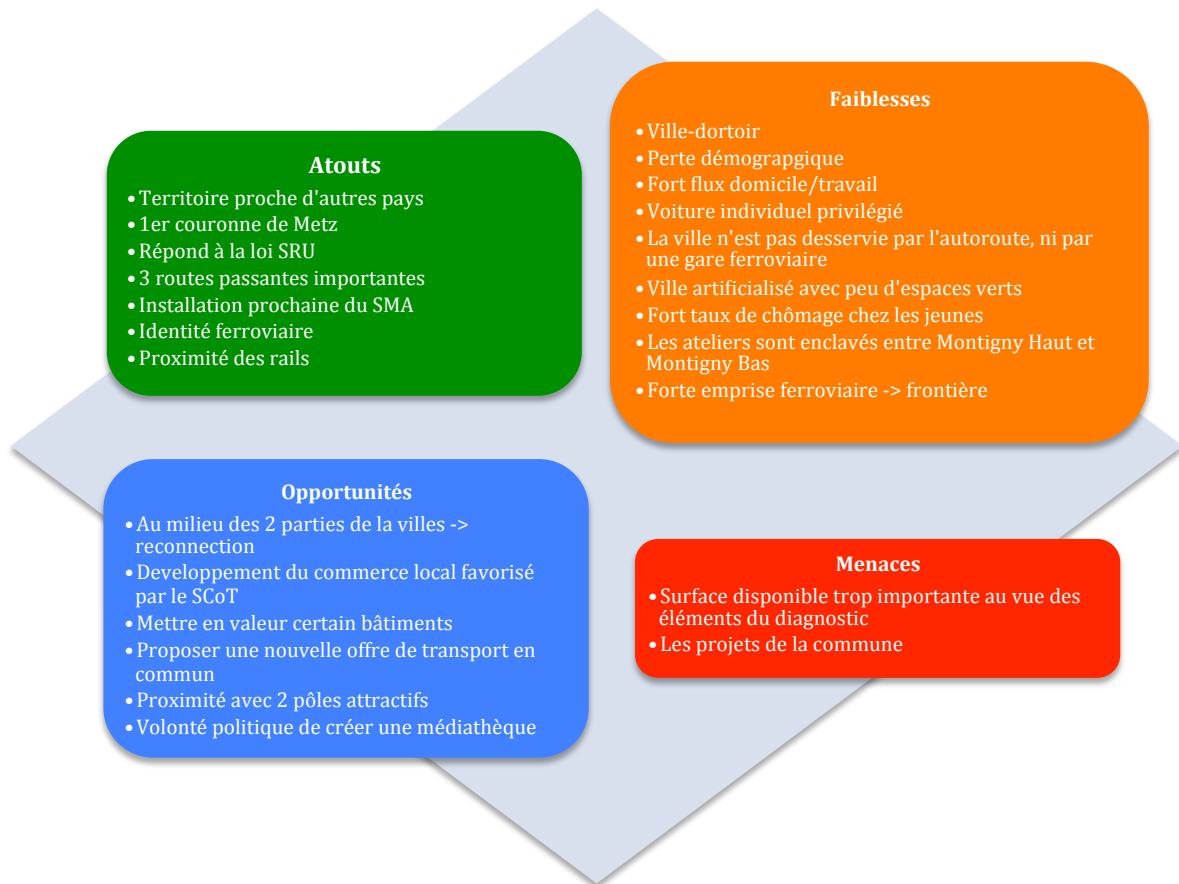 Atouts
• Territoire proche d'autres pays
• 1er couronne de Metz
• Répond à la loi SRU
• 3 routes passantes importantes
• Installation prochaine du SMA
• Identité ferroviaire
• Proximité des rails
Faiblesses
• Ville-dortoir
• Perte démograpgique
• Fort flux domicile/travail
• Voiture individuel privilégié
• La ville n'est pas desservie par l'autoroute, ni par
une gare ferroviaire
• Ville artificialisé avec peu d'espaces verts
• Fort taux de chômage chez les jeunes
• Les ateliers sont enclavés entre Montigny Haut et
Montigny Bas
• Forte emprise ferroviaire -> frontière
Opportunités
• Au milieu des 2 parties de la villes ->
reconnection
• Developpement du commerce local favorisé
par le SCoT
• Mettre en valeur certain bâtiments
• Proposer une nouvelle offre de transport en
commun
• Proximité avec 2 pôles attractifs
• Volonté politique de créer une médiathèque
Menaces
• Surface disponible trop importante au vue des
éléments du diagnostic
• Les projets de la commune